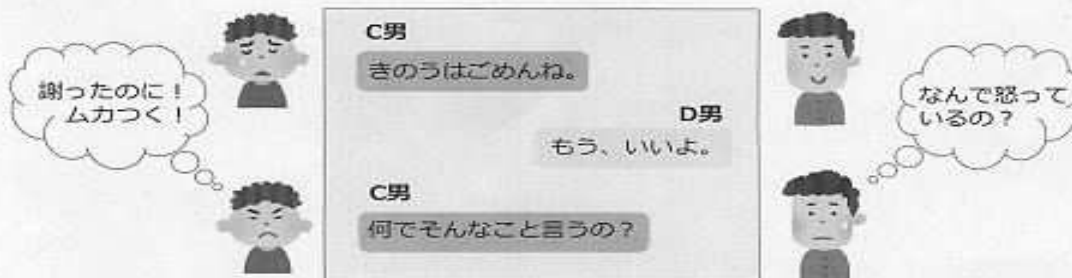 C男
きのうはごめんね。
謝ったのに！
ムカつく！
D男
もう、いいよ。
なんで怒って
いるの？
C男
何でそんなこと言うの？